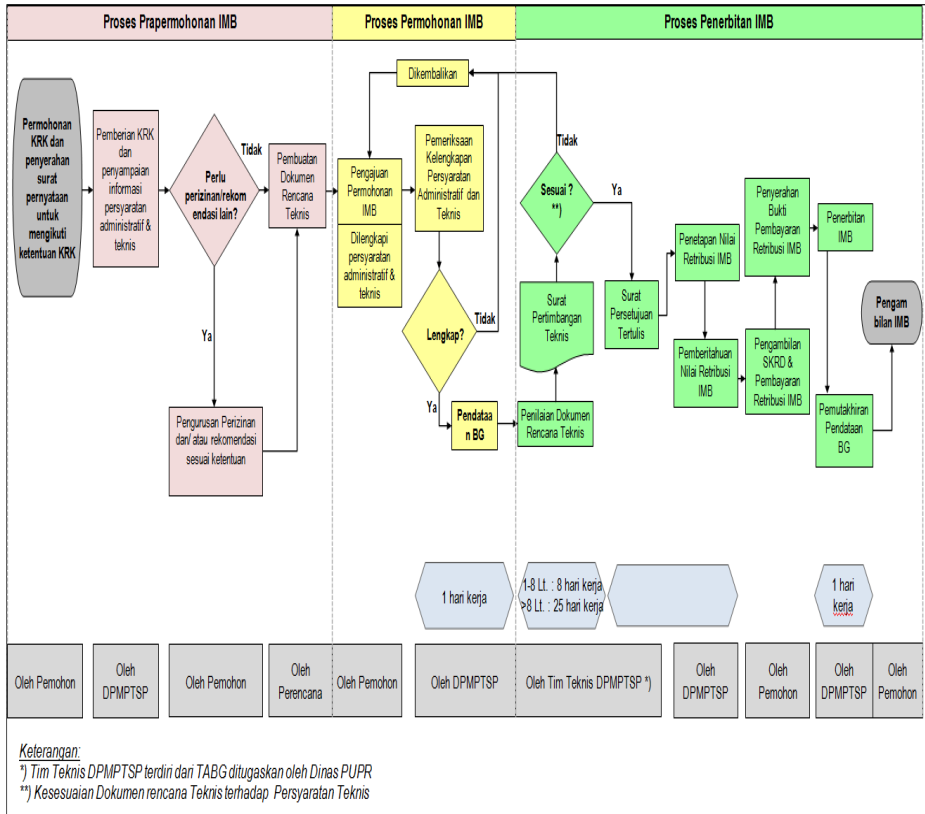 Proses Prapermohonan IMB
Proses Permohonan IMB
Proses Penerbitan IMB
Permohonan
KRK dan
penyerahan
surat
pernyataan
untuk
mengikuti
ketentuan KRK
Pemberian KRK
dan
penyampaian
informasi
persyaratan
administratif &
teknis
Perlu
perizinan/rekom
endasi lain?
Tidak
Ya
Pengurusan Perizinan
dan/ atau rekomendasi
sesuai ketentuan
Pembuatan
Dokumen
Rencana
Teknis
Dikembalikan
Pengajuan
Permohonan
IMB
Dilengkapi
persyaratan
administratif &
teknis
Pemeriksaan
Kelengkapan
Persyaratan
Administratif dan
Teknis
Lengkap?
Tidak
Ya
Pendataa
n BG
Tidak
Sesuai ?
**)
Ya
Surat
Pertimbangan
Teknis
Penilaian Dokumen
Rencana Teknis
Surat
Persetujuan
Tertulis
Penetapan Nilai
Retribusi IMB
Pemberitahuan
Nilai Retribusi
IMB
Penyerahan
Bukti
Pembayaran
Retribusi IMB
Pengambilan
SKRD &
Pembayaran
Retribusi IMB
Penerbitan
IMB
Pemutakhiran
Pendataan
BG
Pengam
bilan IMB
1 hari kerja
1-8 Lt. : 8 hari kerja
>8 Lt. : 25 hari kerja
1 hari
kerja
Oleh Pemohon
Oleh
DPMPTSP
Oleh Pemohon
Oleh
Perencana
Oleh Pemohon
Oleh DPMPTSP
Oleh Tim Teknis DPMPTSP *)
Oleh
DPMPTSP
Oleh
Pemohon
Oleh
DPMPTSP
Oleh
Pemohon
Keterangan:
*) Tim Teknis DPMPTSP terdiri dari TABG ditugaskan oleh Dinas PUPR
**) Kesesuaian Dokumen rencana Teknis terhadap Persyaratan Teknis